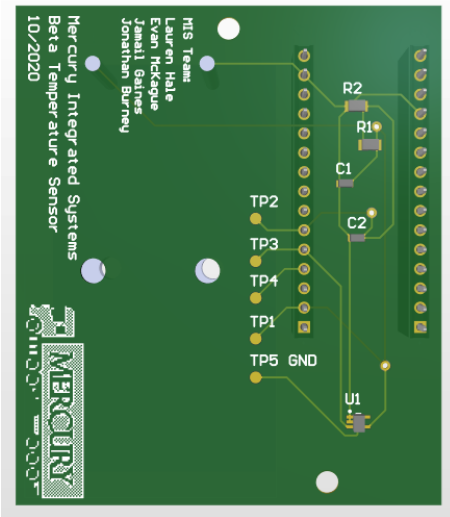 MIS Team:
Lauren Hale
Evan McKague
Jamail Gaines
Jonathan Burney
Mercury Integrated Systems
Beta Temperature Sensor
10/2020
R2
R1
C1
TP2
C2
TP3
TP4
TP1
TP5 GND
U1
MERCURY